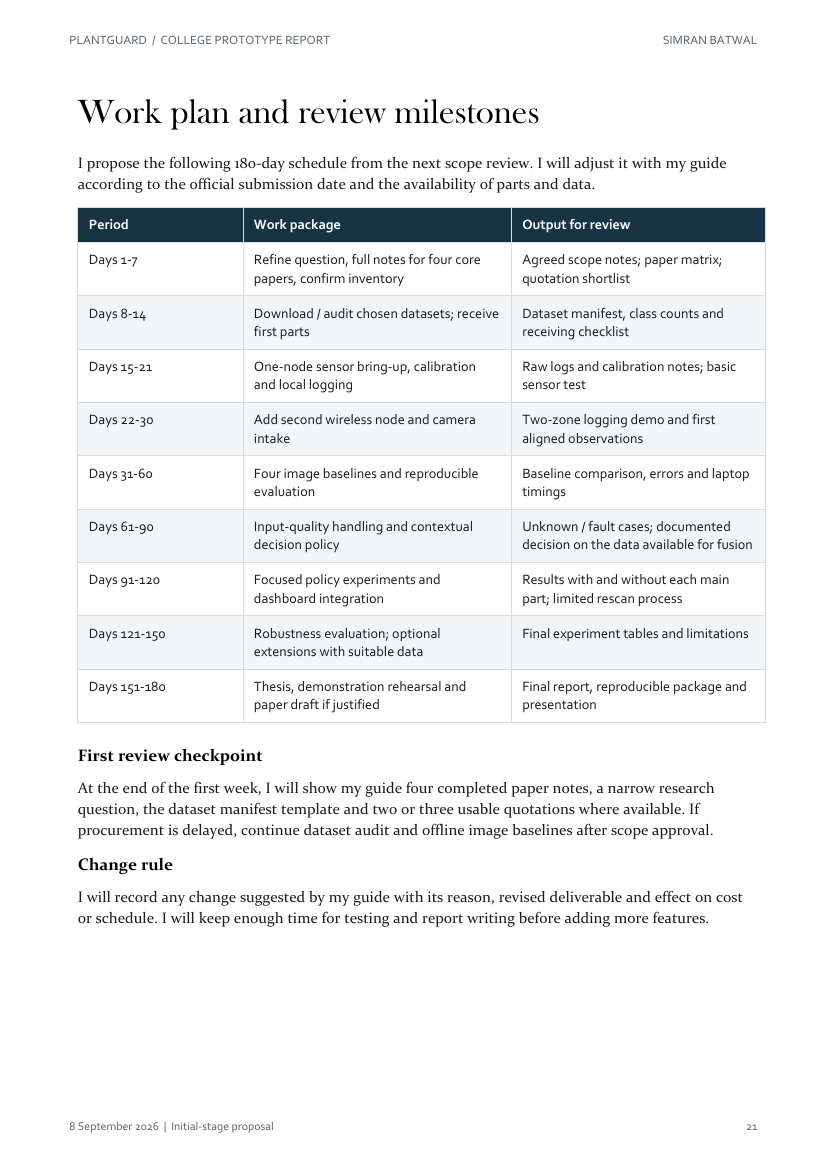 PLANTGUARD / COLLEGE PROTOTYPE REPORT
SIMRAN BATWAL
Work plan and review milestones
I propose the following 180-day schedule from the next scope review. I will adjust it with my guide
according to the official submission date and the availability of parts and data.
Period
Work package
Output for review
Days 1-7
Refine question, full notes for four core
papers, confirm inventory
Agreed scope notes; paper matrix;
quotation shortlist
Days 8-14
Download / audit chosen datasets; receive
first parts
Dataset manifest, class counts and
receiving checklist
Days 15-21
One-node sensor bring-up, calibration
and local logging
Raw logs and calibration notes; basic
sensor test
Days 22-30
Add second wireless node and camera
intake
Two-zone logging demo and first
aligned observations
Days 31-60
Four image baselines and reproducible
evaluation
Baseline comparison, errors and laptop
timings
Days 61-90
Input-quality handling and contextual
decision policy
Unknown / fault cases; documented
decision on the data available for fusion
Days 91-120
Focused policy experiments and
dashboard integration
Results with and without each main
part; limited rescan process
Days 121-150
Robustness evaluation; optional
extensions with suitable data
Final experiment tables and limitations
Days 151-180
Thesis, demonstration rehearsal and
paper draft if justified
Final report, reproducible package and
presentation
First review checkpoint
At the end of the first week, I will show my guide four completed paper notes, a narrow research
question, the dataset manifest template and two or three usable quotations where available. If
procurement is delayed, continue dataset audit and offline image baselines after scope approval.
Change rule
I will record any change suggested by my guide with its reason, revised deliverable and effect on cost
or schedule. I will keep enough time for testing and report writing before adding more features.
8 September 2026 | Initial-stage proposal
21